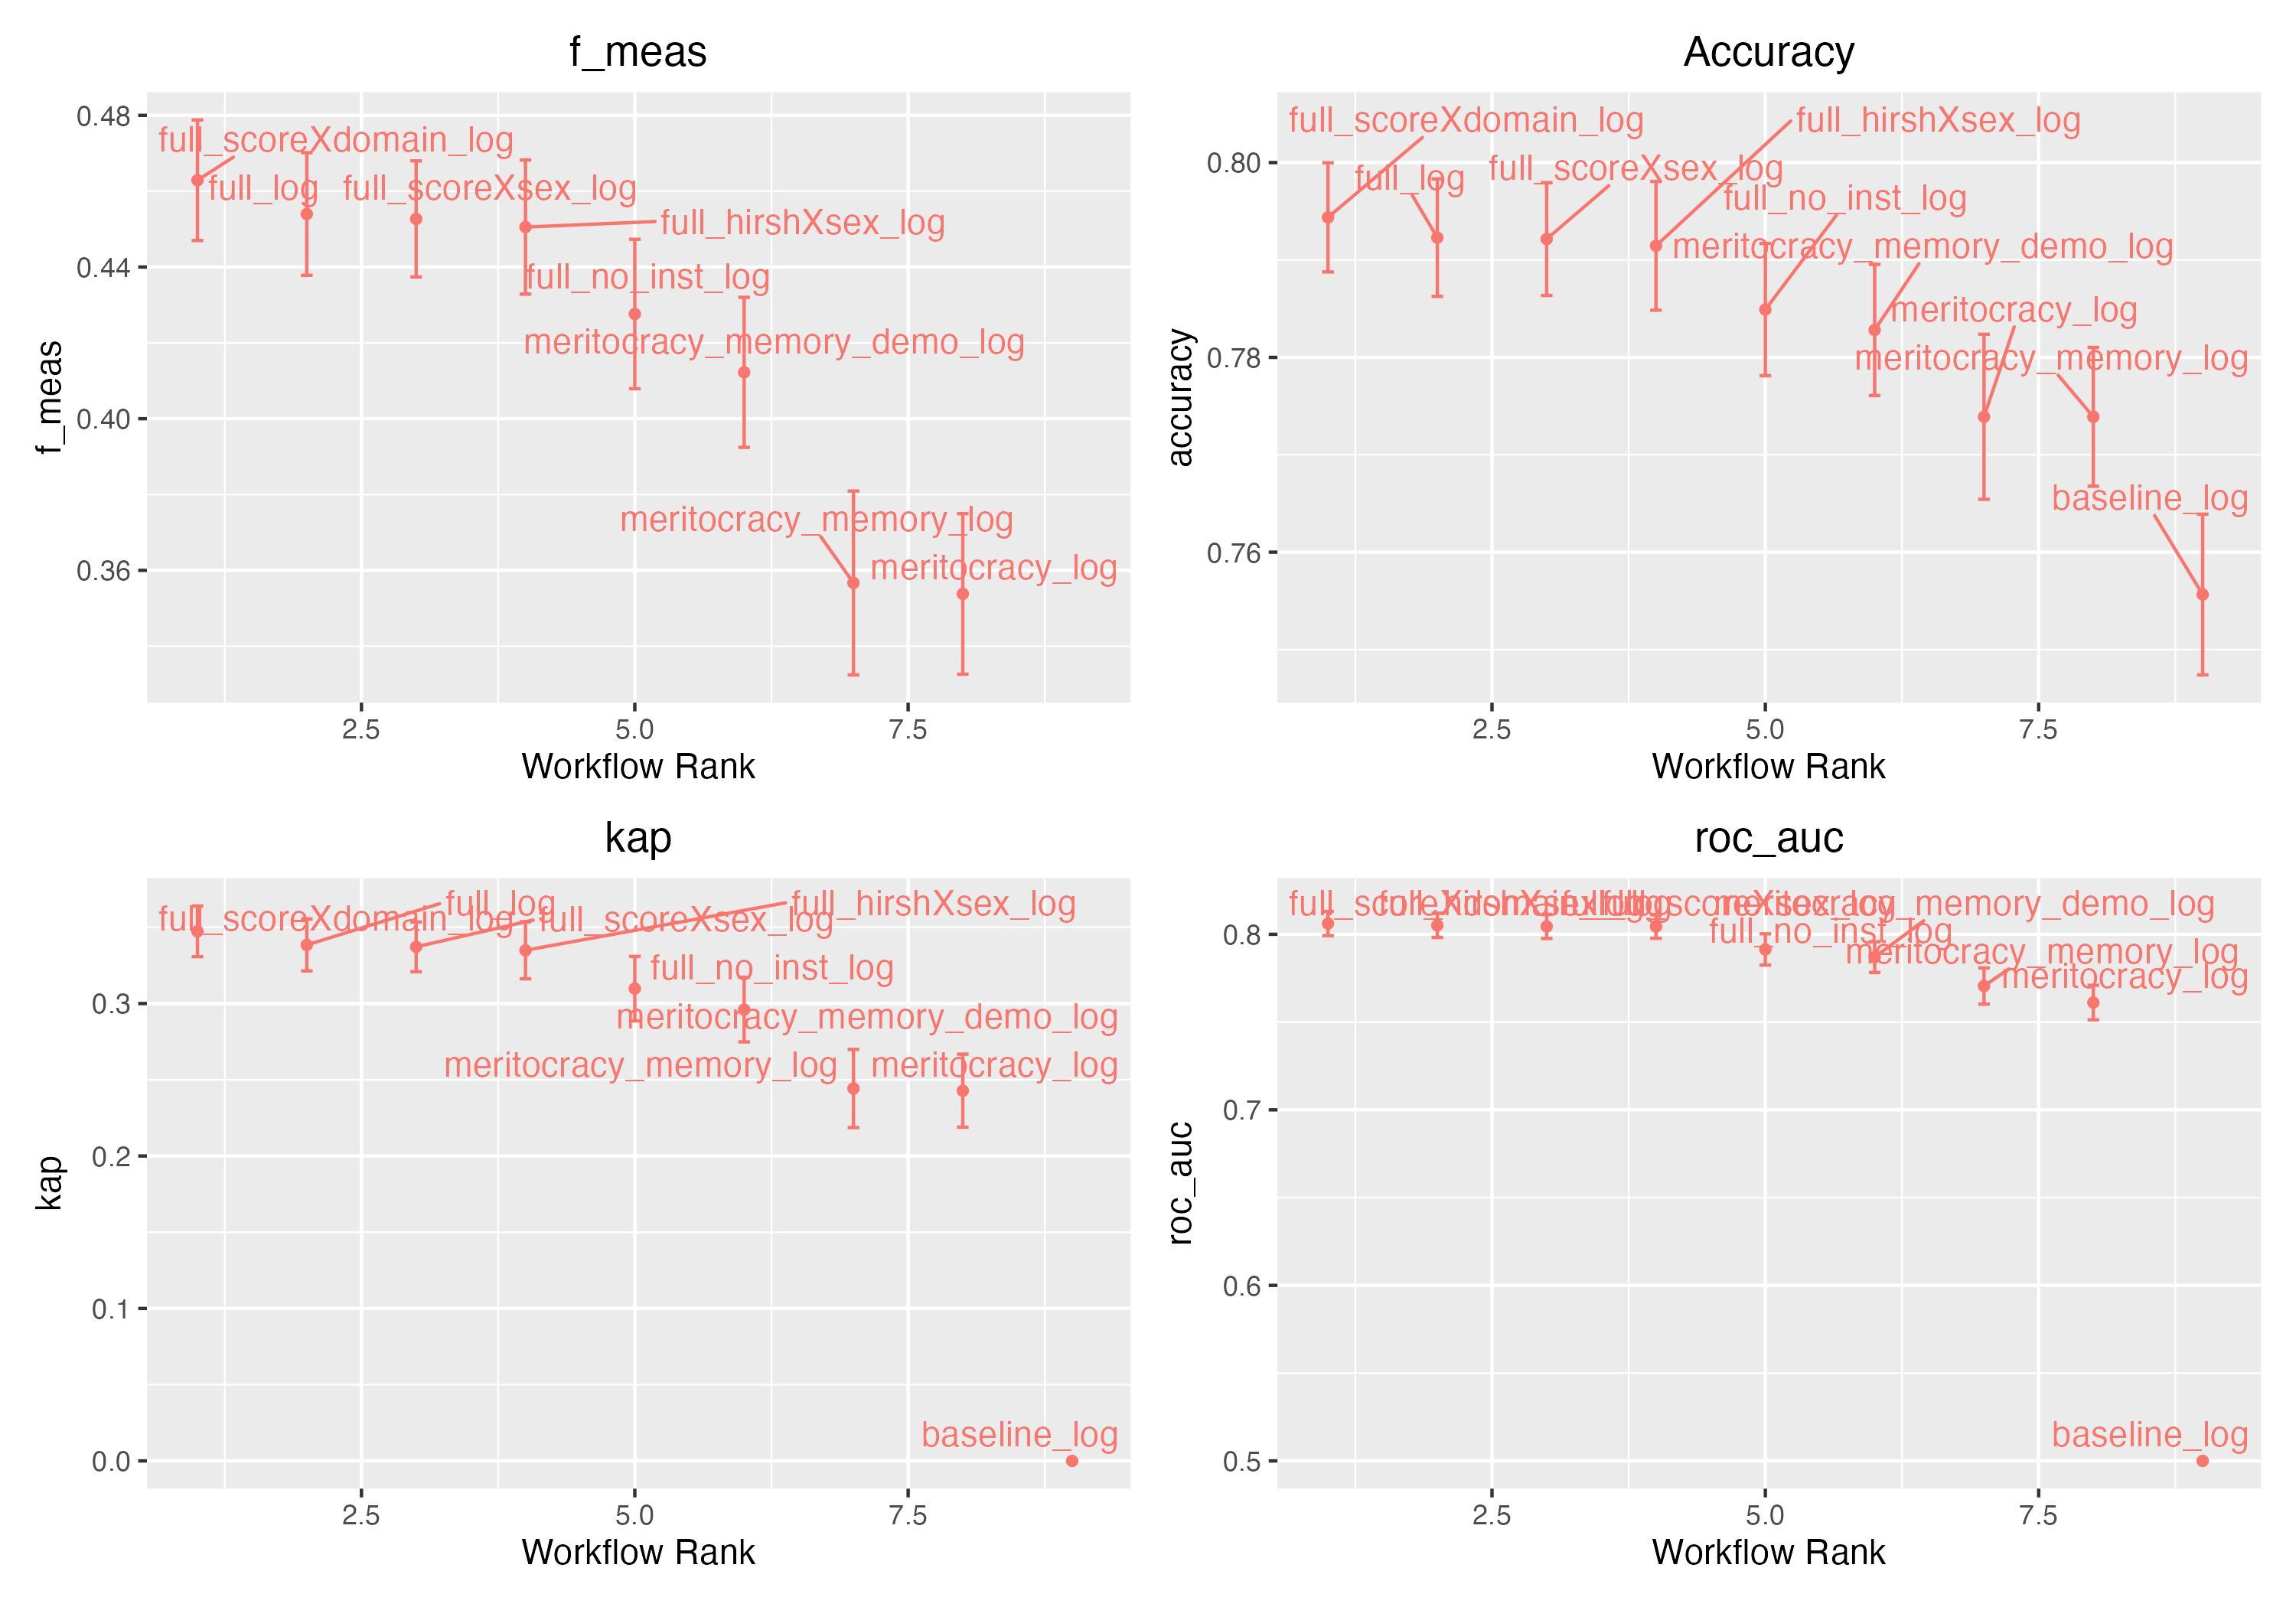 f_meas
0.48
0.44
0.40
0.36
f_meas
full_scoreXdomain_log
full_log
full_scoreXsex_log
full_hirshXsex_log
full_no_inst_log
meritocracy_memory_demo_log
meritocracy_memory_log
meritocracy_log
2.5
5.0
7.5
Workflow Rank
Accuracy
0.80
0.78
0.76
accuracy
full_scoreXdomain_log
full_hirshXsex_log
full_log
full_scoreXsex_log
full_no_inst_log
meritocracy_memory_demo_log
meritocracy_log
meritocracy_memory_log
baseline_log
2.5
5.0
7.5
Workflow Rank
kap
0.3
0.2
0.1
0.0
kap
full_scoreXdomain_log
full_log
full_scoreXsex_log
full_hirshXsex_log
full_no_inst_log
meritocracy_memory_demo_log
meritocracy_memory_log
meritocracy_log
baseline_log
2.5
5.0
7.5
Workflow Rank
roc_auc
0.8
0.7
0.6
0.5
roc_auc
full_scoreXdomain_log
full_hirshXsex_log
full_log
full_scoreXsex_log
meritocracy_memory_demo_log
full_no_inst_log
meritocracy_memory_log
meritocracy_log
baseline_log
2.5
5.0
7.5
Workflow Rank